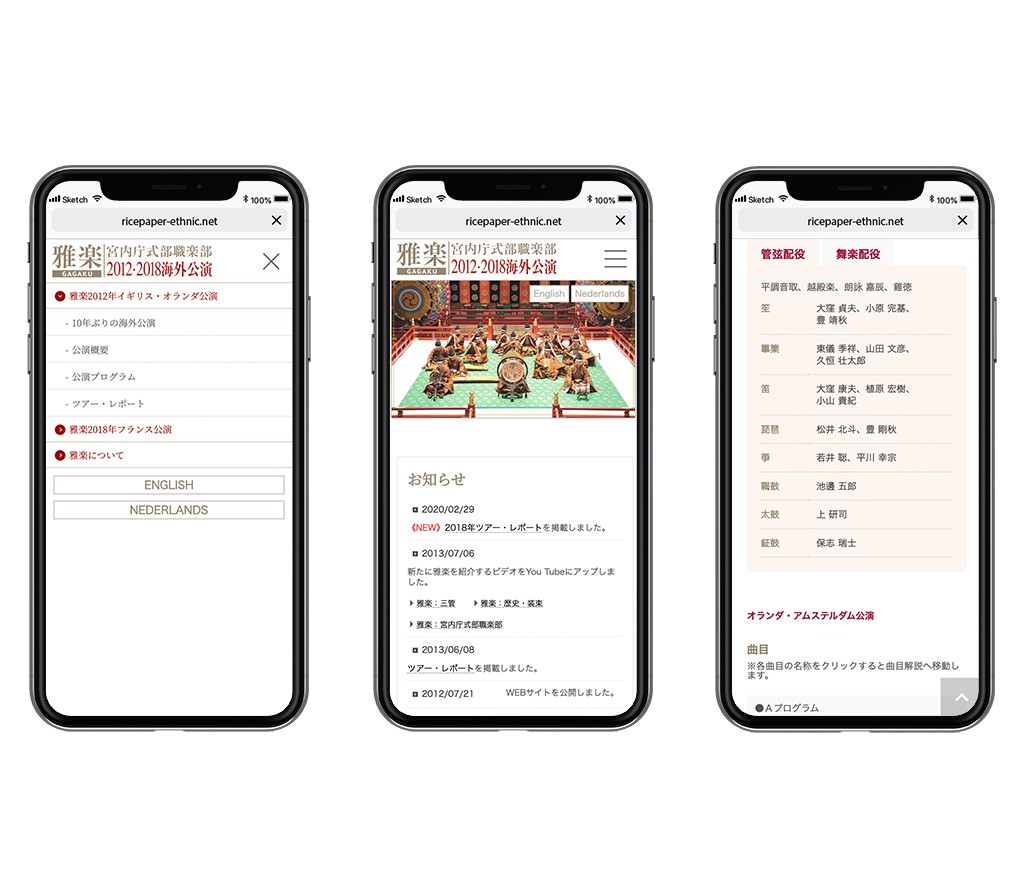 Sketch
100%
ricepaper-ethnic.net
雅楽
GAGAKU
宮内庁式部職楽部
2012・2018海外公演
雅楽2012年イギリス・オランダ公演
- 10年ぶりの海外公演
- 公演概要
- 公演プログラム
- ツアー・レポート
雅楽2018年フランス公演
雅楽について
ENGLISH
NEDERLANDS
Sketch
100%
ricepaper-ethnic.net
雅楽
GAGAKU
宮内庁式部職楽部
2012・2018海外公演
English
Nederlands
お知らせ
2020/02/29
《NEW》2018年ツアー・レポートを掲載しました。
2013/07/06
新たに雅楽を紹介するビデオをYou Tubeにアップしま
した。
雅楽：三管
雅楽：歴史・装束
雅楽：宮内庁式部職楽部
2013/06/08
ツアー・レポートを掲載しました。
2012/07/21
WEBサイトを公開しました。
Sketch
100%
ricepaper-ethnic.net
管弦配役
舞楽配役
平調音取、越殿楽、朗詠 嘉辰、鶏徳
笙
大窪 貞夫、小原 完基、
豊 靖秋
篳篥
東儀 季祥、山田 文彦、
久恒 壮太郎
笛
大窪 康夫、植原 宏樹、
小山 貴紀
琵琶
松井 北斗、豊 剛秋
箏
若井 聡、平川 幸宗
鞨鼓
池邊 五郎
太鼓
上 研司
鉦鼓
保志 瑞士
オランダ・アムステルダム公演
曲目
※各曲目の名称をクリックすると曲目解説へ移動し
ます。
●A プログラム